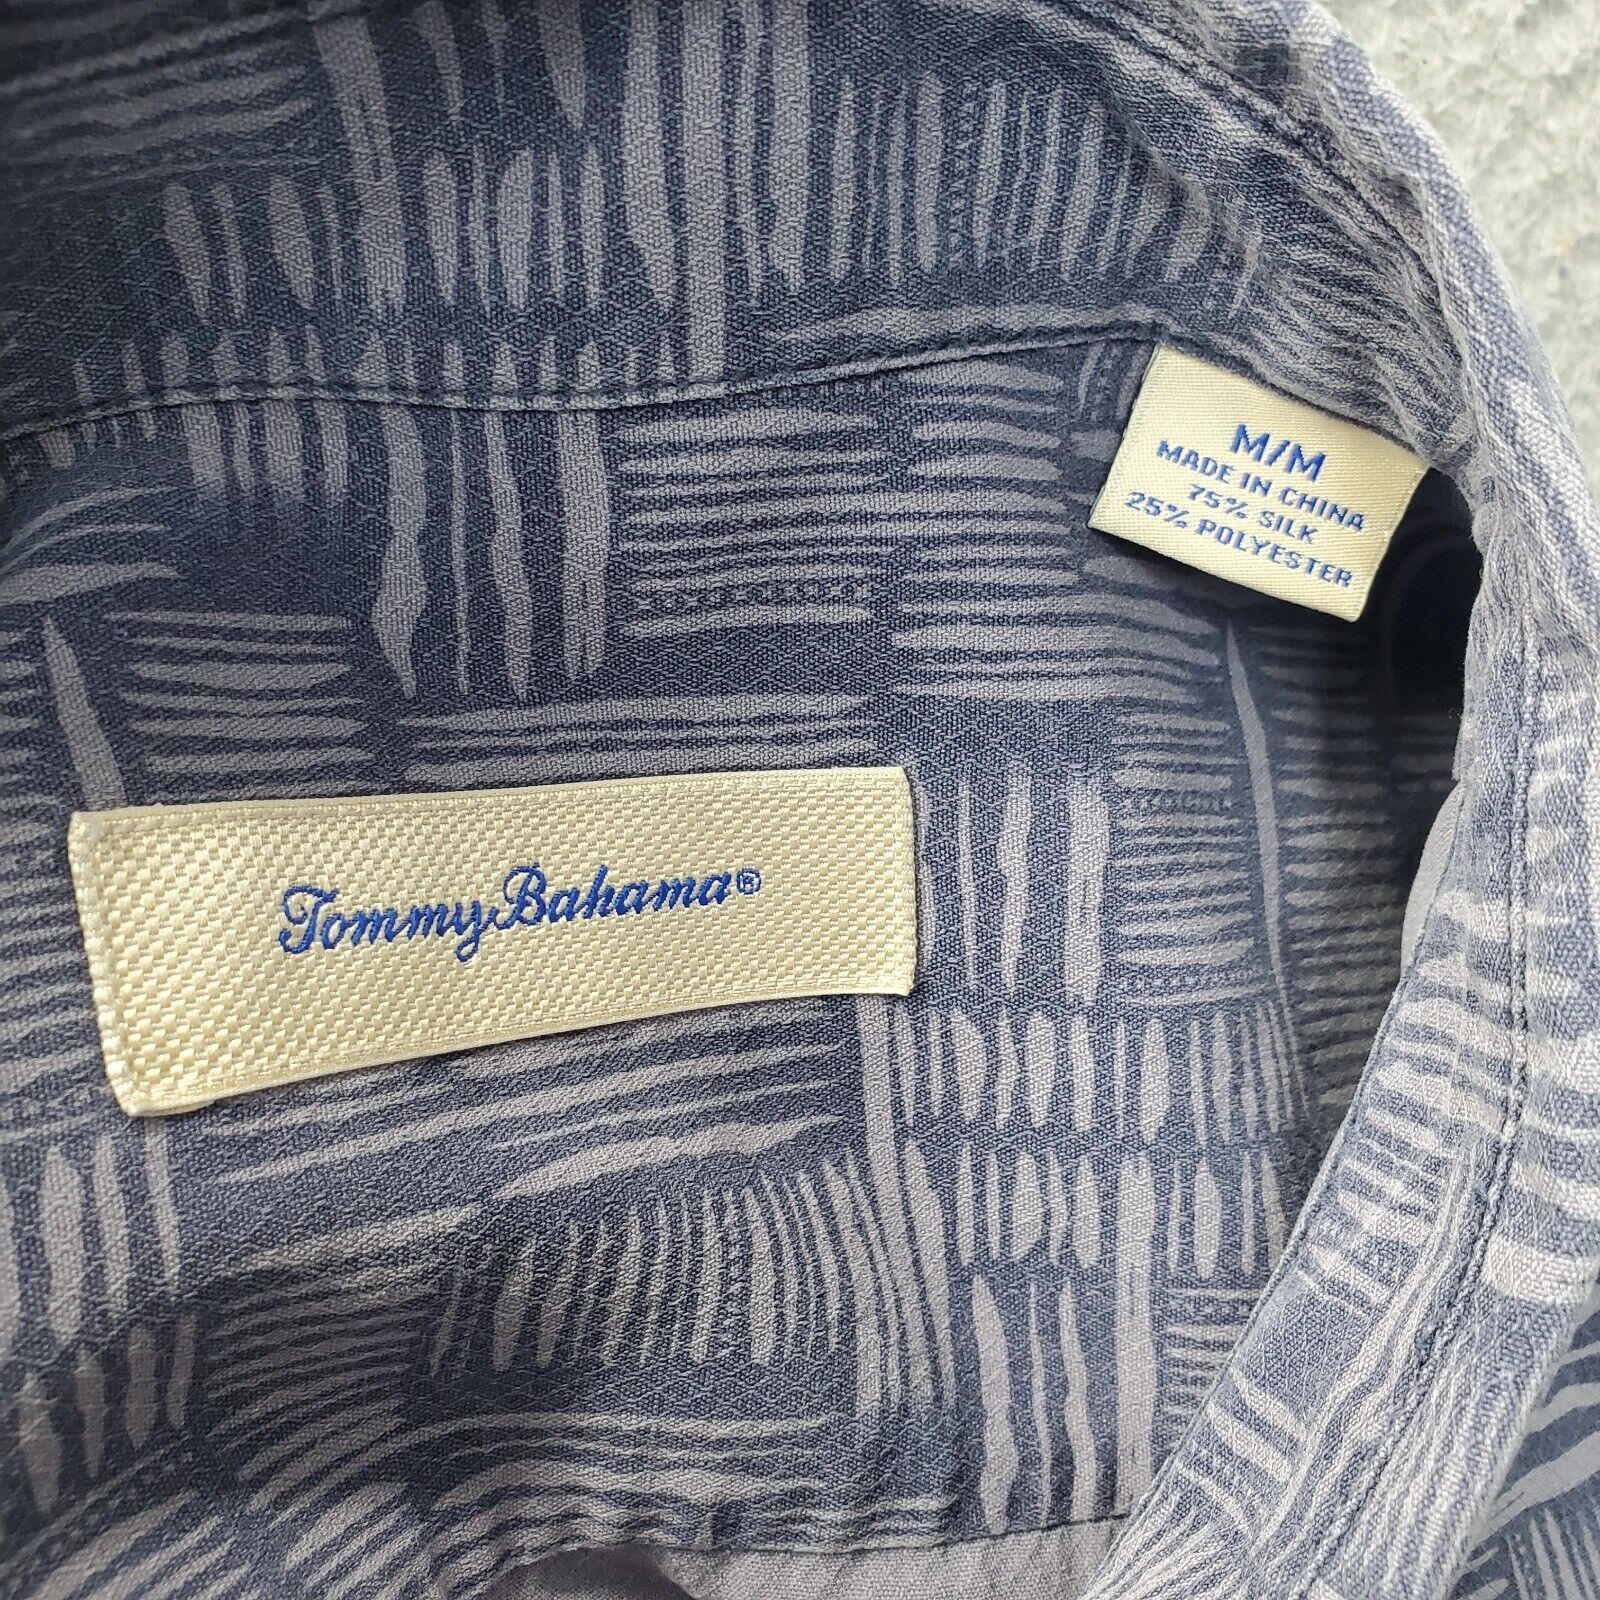 M/M
MADE IN CHINA
75% SILK
25% POLYESTER
Tommy Bahama®